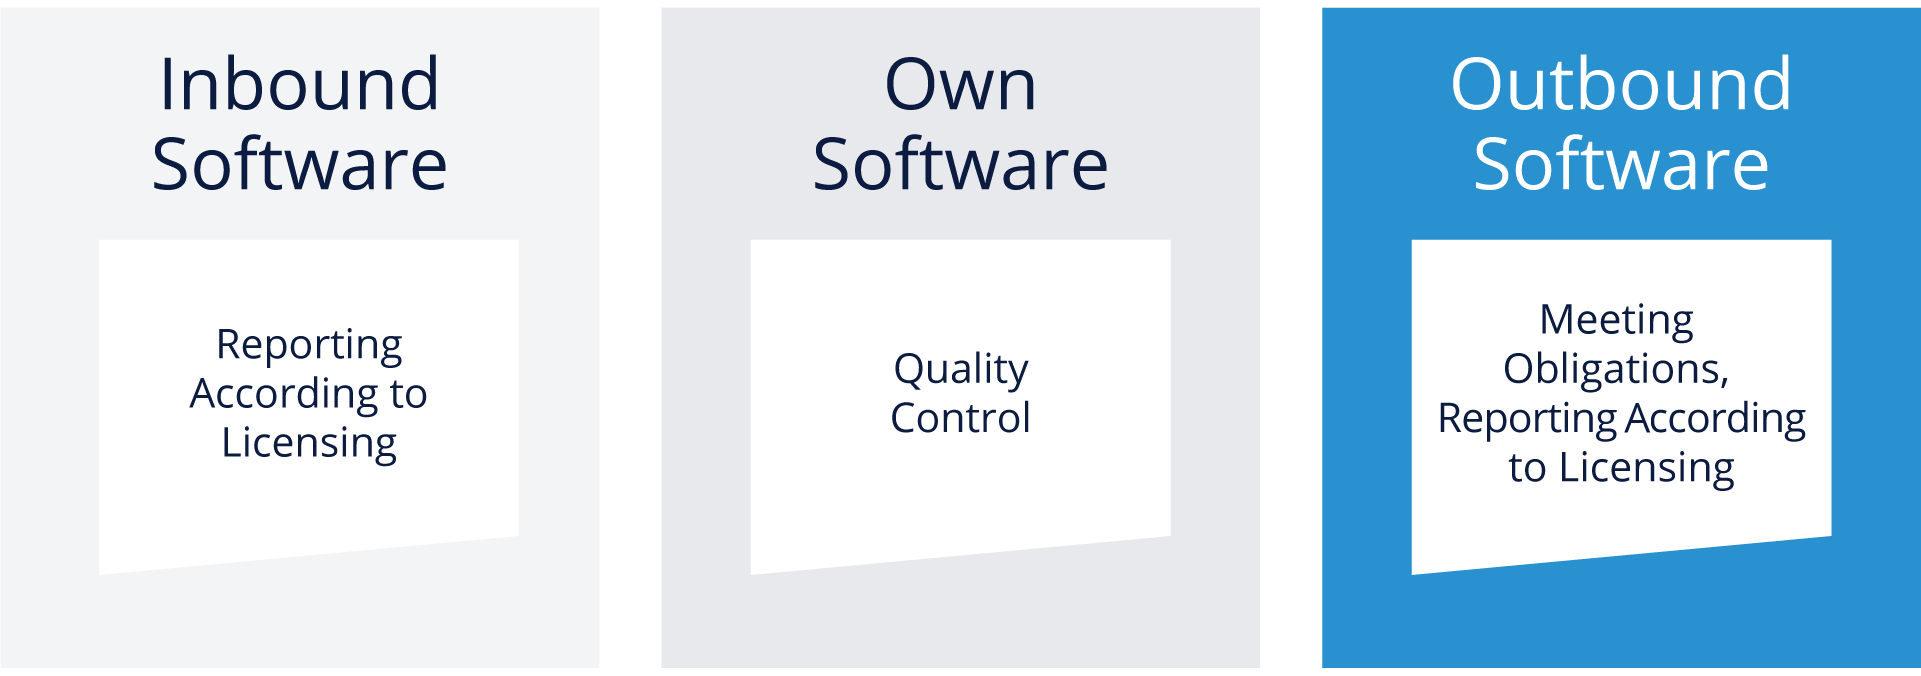 Inbound
Software
Reporting
According to
Licensing
Own
Software
Quality
Control
Outbound
Software
Meeting
Obligations,
Reporting According
to Licensing